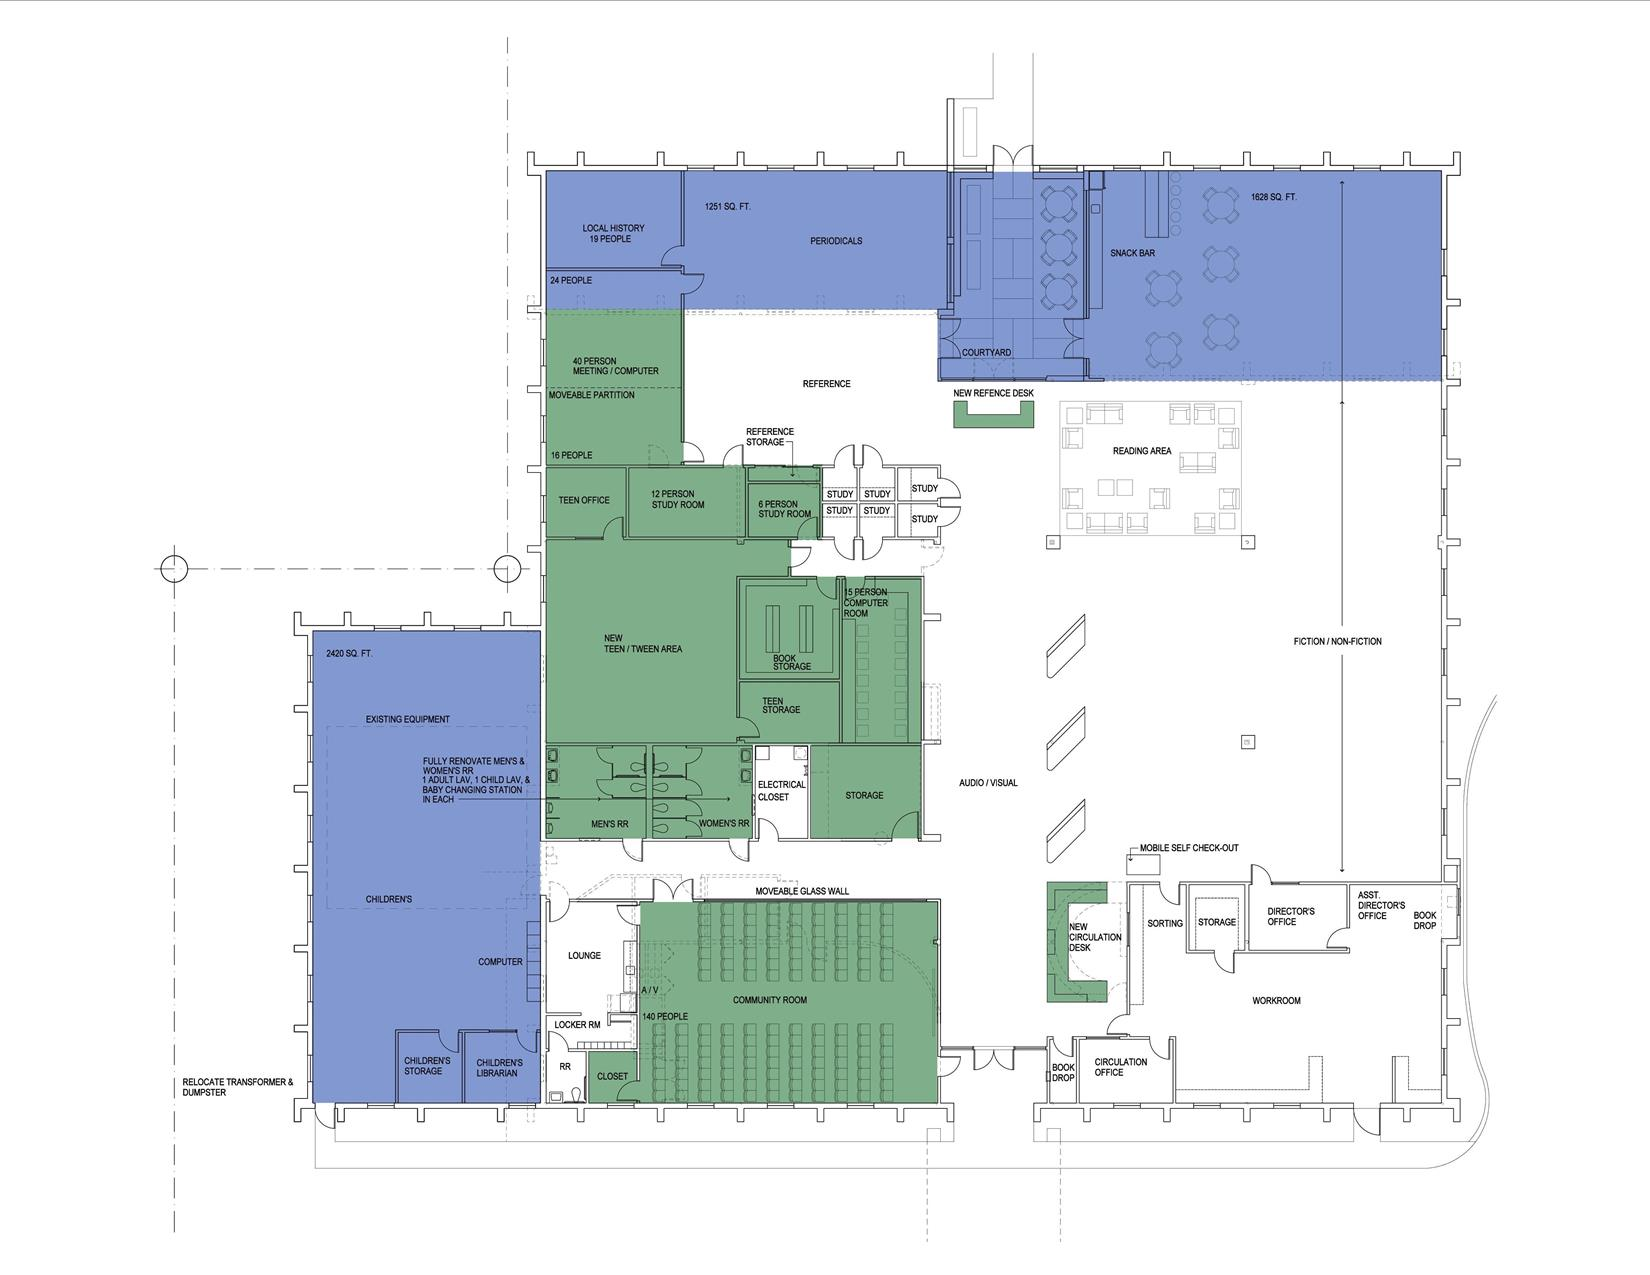 1251 SQ. FT.
1628 SQ. FT.
LOCAL HISTORY
19 PEOPLE
PERIODICALS
SNACK BAR
24 PEOPLE
COURTYARD
40 PERSON
MEETING / COMPUTER
REFERENCE
MOVEABLE PARTITION
NEW REFENCE DESK
REFERENCE
STORAGE
READING AREA
16 PEOPLE
TEEN OFFICE
12 PERSON
STUDY ROOM
6 PERSON
STUDY ROOM
STUDY
STUDY
STUDY
STUDY
STUDY
STUDY
15 PERSON
COMPUTER
ROOM
NEW
TEEN / TWEEN AREA
BOOK
STORAGE
FICTION / NON-FICTION
2420 SQ. FT.
TEEN
STORAGE
EXISTING EQUIPMENT
FULLY RENOVATE MEN'S &
WOMEN'S RR
1 ADULT LAV, 1 CHILD LAV, &
BABY CHANGING STATION
IN EACH
ELECTRICAL
CLOSET
STORAGE
AUDIO / VISUAL
MEN'S RR
WOMEN'S RR
MOBILE SELF CHECK-OUT
MOVEABLE GLASS WALL
CHILDREN'S
NEW
CIRCULATION
DESK
SORTING
STORAGE
DIRECTOR'S
OFFICE
ASST.
DIRECTOR'S
OFFICE
BOOK
DROP
COMPUTER
LOUNGE
A / V
COMMUNITY ROOM
WORKROOM
140 PEOPLE
LOCKER RM
CHILDREN'S
STORAGE
CHILDREN'S
LIBRARIAN
RR
CLOSET
BOOK
DROP
CIRCULATION
OFFICE
RELOCATE TRANSFORMER &
DUMPSTER